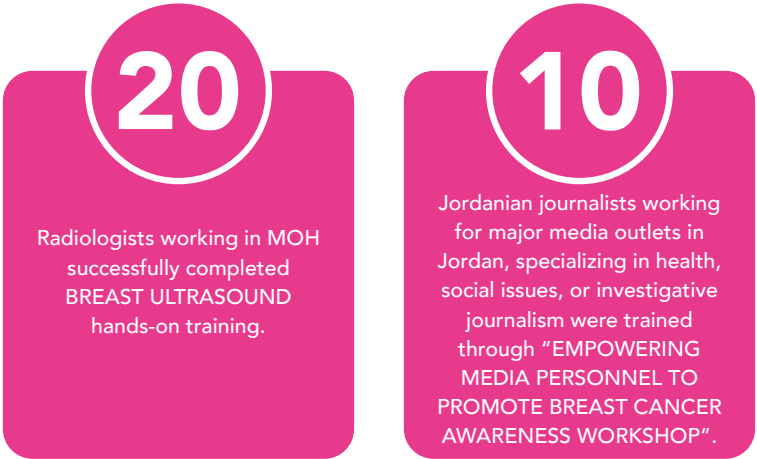 20
Radiologists working in MOH
successfully completed
BREAST ULTRASOUND
hands-on training.
10
Jordanian journalists working
for major media outlets in
Jordan, specializing in health,
social issues, or investigative
journalism were trained
through “EMPOWERING
MEDIA PERSONNEL TO
PROMOTE BREAST CANCER
AWARENESS WORKSHOP”.